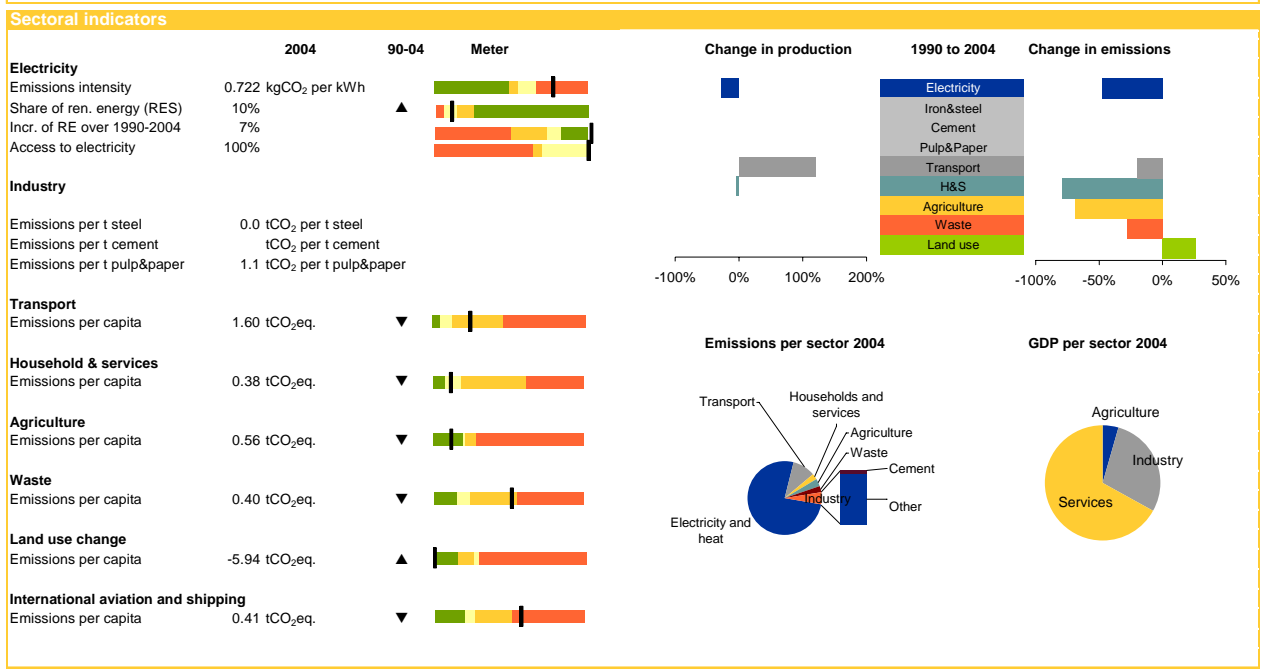 Sectoral indicators
2004 90-04 Meter
Electricity
Emissions intensity 0.722 kgCO₂ per kWh
Share of ren. energy (RES) 10% ▲
Incr. of RE over 1990-2004 7%
Access to electricity 100%
Industry
Emissions per t steel 0.0 tCO₂ per t steel
Emissions per t cement tCO₂ per t cement
Emissions per t pulp&paper 1.1 tCO₂ per t pulp&paper
Transport
Emissions per capita 1.60 tCO₂eq. ▼
Household & services
Emissions per capita 0.38 tCO₂eq. ▼
Agriculture
Emissions per capita 0.56 tCO₂eq. ▼
Waste
Emissions per capita 0.40 tCO₂eq. ▼
Land use change
Emissions per capita -5.94 tCO₂eq. ▲
International aviation and shipping
Emissions per capita 0.41 tCO₂eq. ▼
Change in production 1990 to 2004 Change in emissions
Electricity
Iron&steel
Cement
Pulp&Paper
Transport
H&S
Agriculture
Waste
Land use
-100% 0% 100% 200%
-100% -50% 0% 50%
Emissions per sector 2004
Transport
Households and
services
Agriculture
Waste
Cement
Industry
Other
Electricity and
heat
GDP per sector 2004
Agriculture
Industry
Services